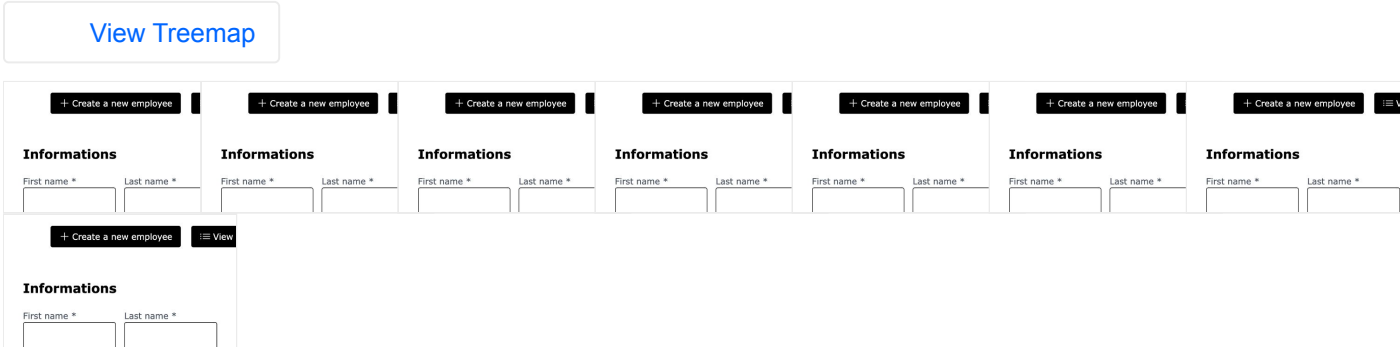 View Treemap
+ Create a new employee + Create a new employee + Create a new employee + Create a new employee + Create a new employee + Create a new employee + Create a new employee
Informations Informations Informations Informations Informations Informations Informations
First name * Last name * First name * Last name * First name * Last name * First name * Last name * First name * Last name * First name * Last name * First name * Last name *
+ Create a new employee View
Informations
First name * Last name *